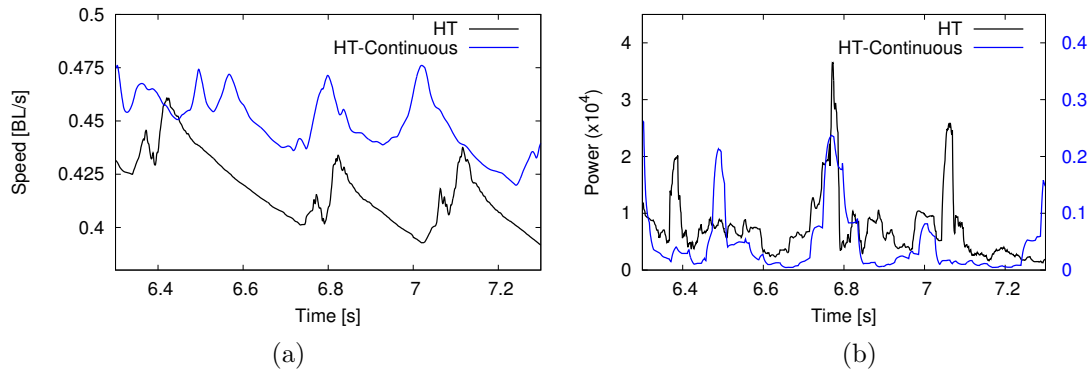 HT
HT-Continuous
Speed [BL/s]
0.5
0.475
0.45
0.425
0.4
6.4 6.6 6.8 7 7.2
Time [s]
(a)
HT
HT-Continuous
Power (x10⁴)
4
3
2
1
0
0.4
0.3
0.2
0.1
0
6.4 6.6 6.8 7 7.2
Time [s]
(b)